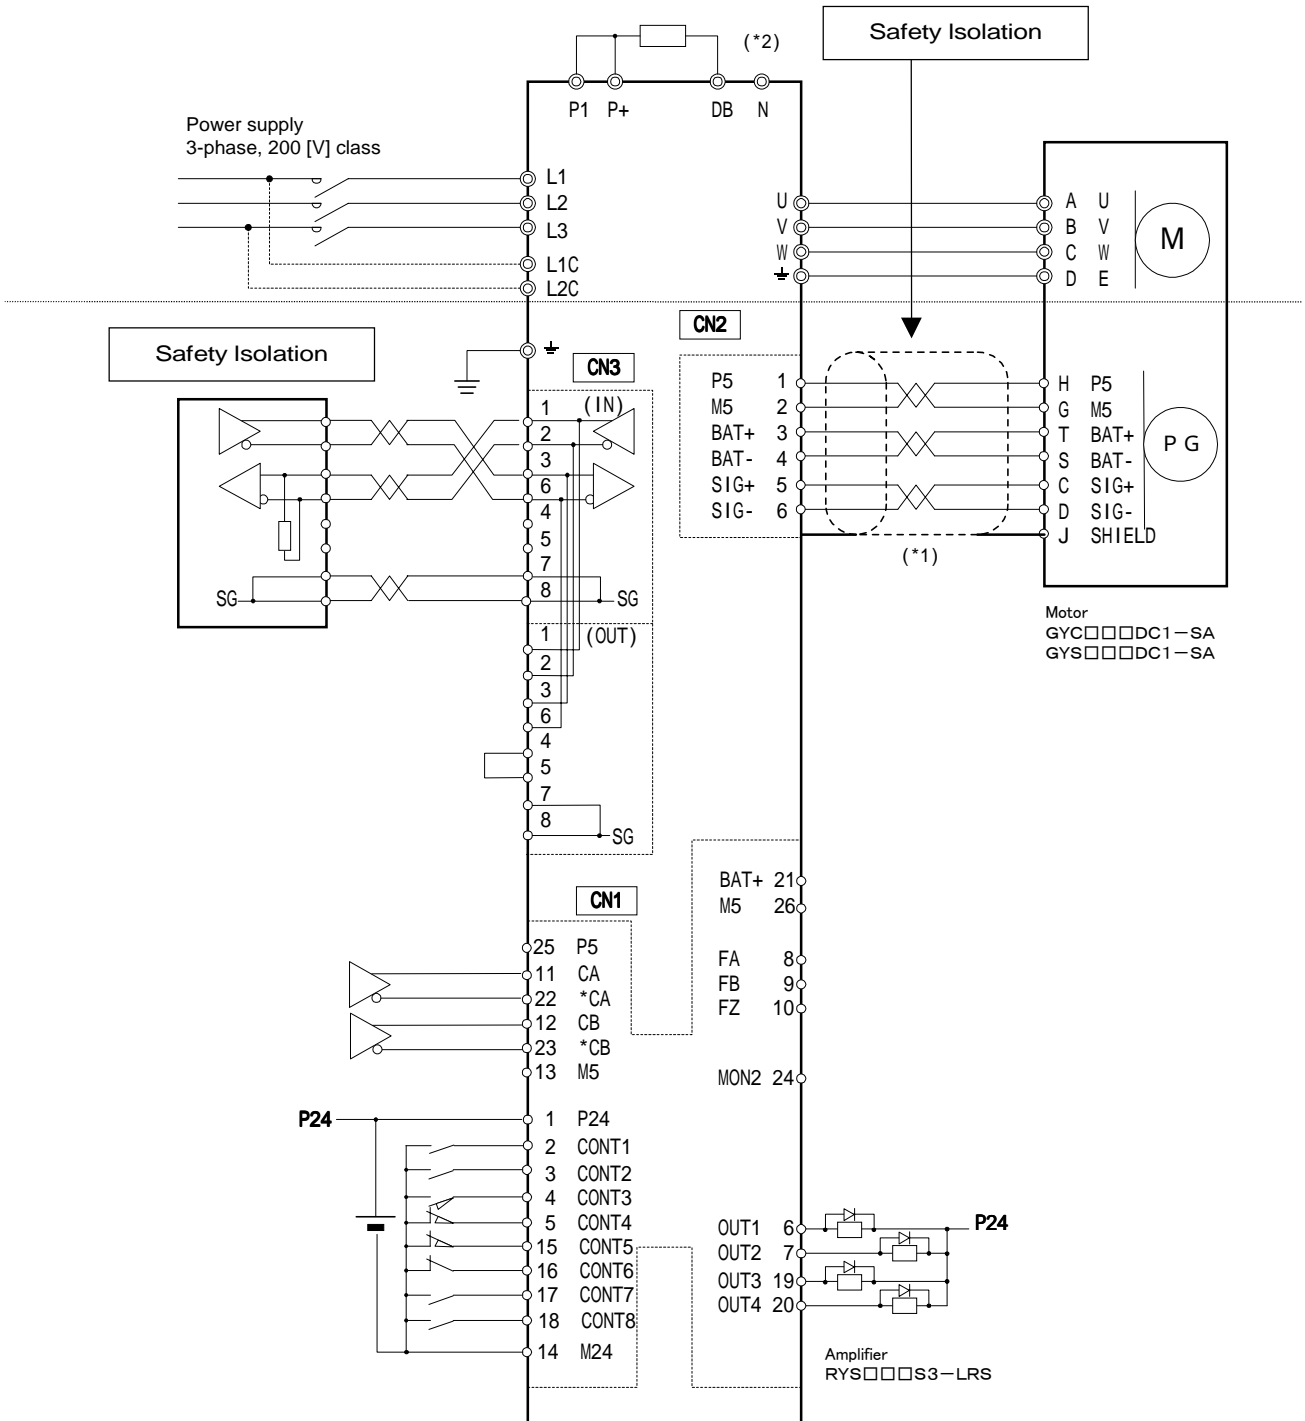 Safety Isolation
(*2)
P1 P+ DB N
Power supply
3-phase, 200 [V] class
L1
L2
L3
L1C
L2C
U
V
W
A U
B V
C W
D E
M
CN2
Safety Isolation
CN3
(IN)
1
2
3
6
4
5
7
8
SG
SG
P5 1
M5 2
BAT+ 3
BAT- 4
SIG+ 5
SIG- 6
H P5
G M5
T BAT+
S BAT-
C SIG+
D SIG-
J SHIELD
PG
(*1)
Motor
GYC□□□DC1-SA
GYS□□□DC1-SA
(OUT)
1
2
3
6
4
5
7
8
SG
CN1
25 P5
11 CA
22 *CA
12 CB
23 *CB
13 M5
P24
1 P24
2 CONT1
3 CONT2
4 CONT3
5 CONT4
15 CONT5
16 CONT6
17 CONT7
18 CONT8
14 M24
BAT+ 21
M5 26
FA 8
FB 9
FZ 10
MON2 24
OUT1 6
OUT2 7
OUT3 19
OUT4 20
P24
Amplifier
RYS□□□S3-LRS